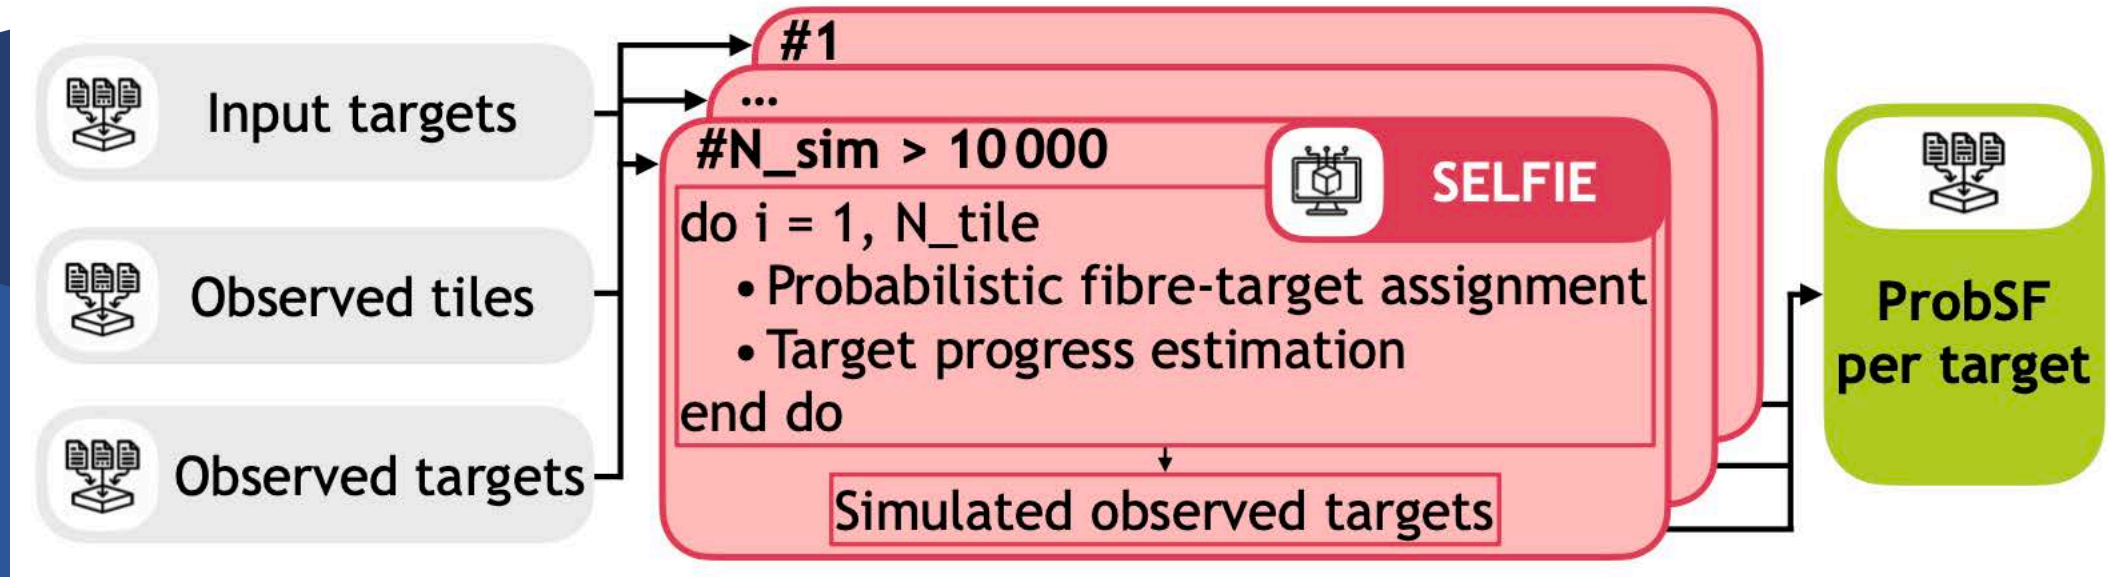 Input targets
Observed tiles
Observed targets
#1
...
#N_sim > 10 000
SELFIE
do i = 1, N_tile
• Probabilistic fibre-target assignment
• Target progress estimation
end do
Simulated observed targets
ProbSF
per target